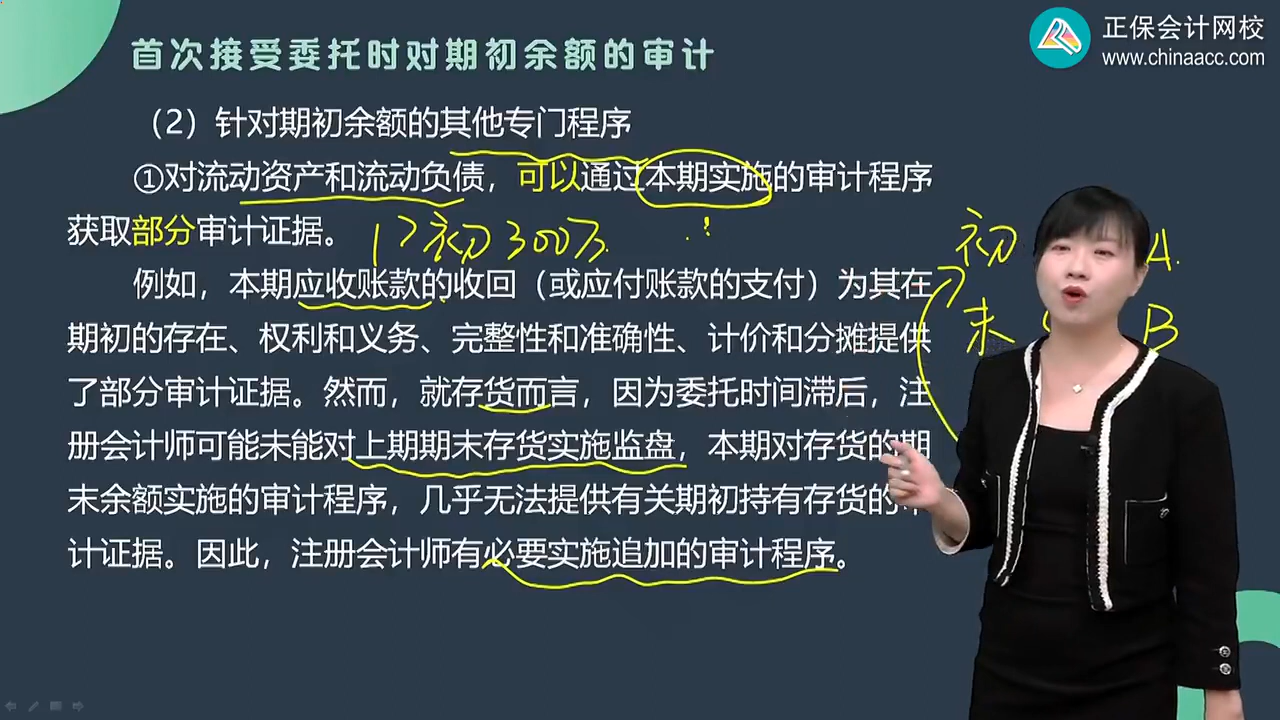 首次接受委托时对期初余额的审计
正保会计网校
www.chinaacc.com
（2）针对期初余额的其他专门程序
①对流动资产和流动负债，可以通过本期实施的审计程序
获取部分审计证据。
1>初300万.
初
A.
未
B
例如，本期应收账款的收回（或应付账款的支付）为其在
期初的存在、权利和义务、完整性和准确性、计价和分摊提供
了部分审计证据。然而，就存货而言，因为委托时间滞后，注
册会计师可能未能对上期期末存货实施监盘，本期对存货的期
末余额实施的审计程序，几乎无法提供有关期初持有存货的审
计证据。因此，注册会计师有必要实施追加的审计程序。